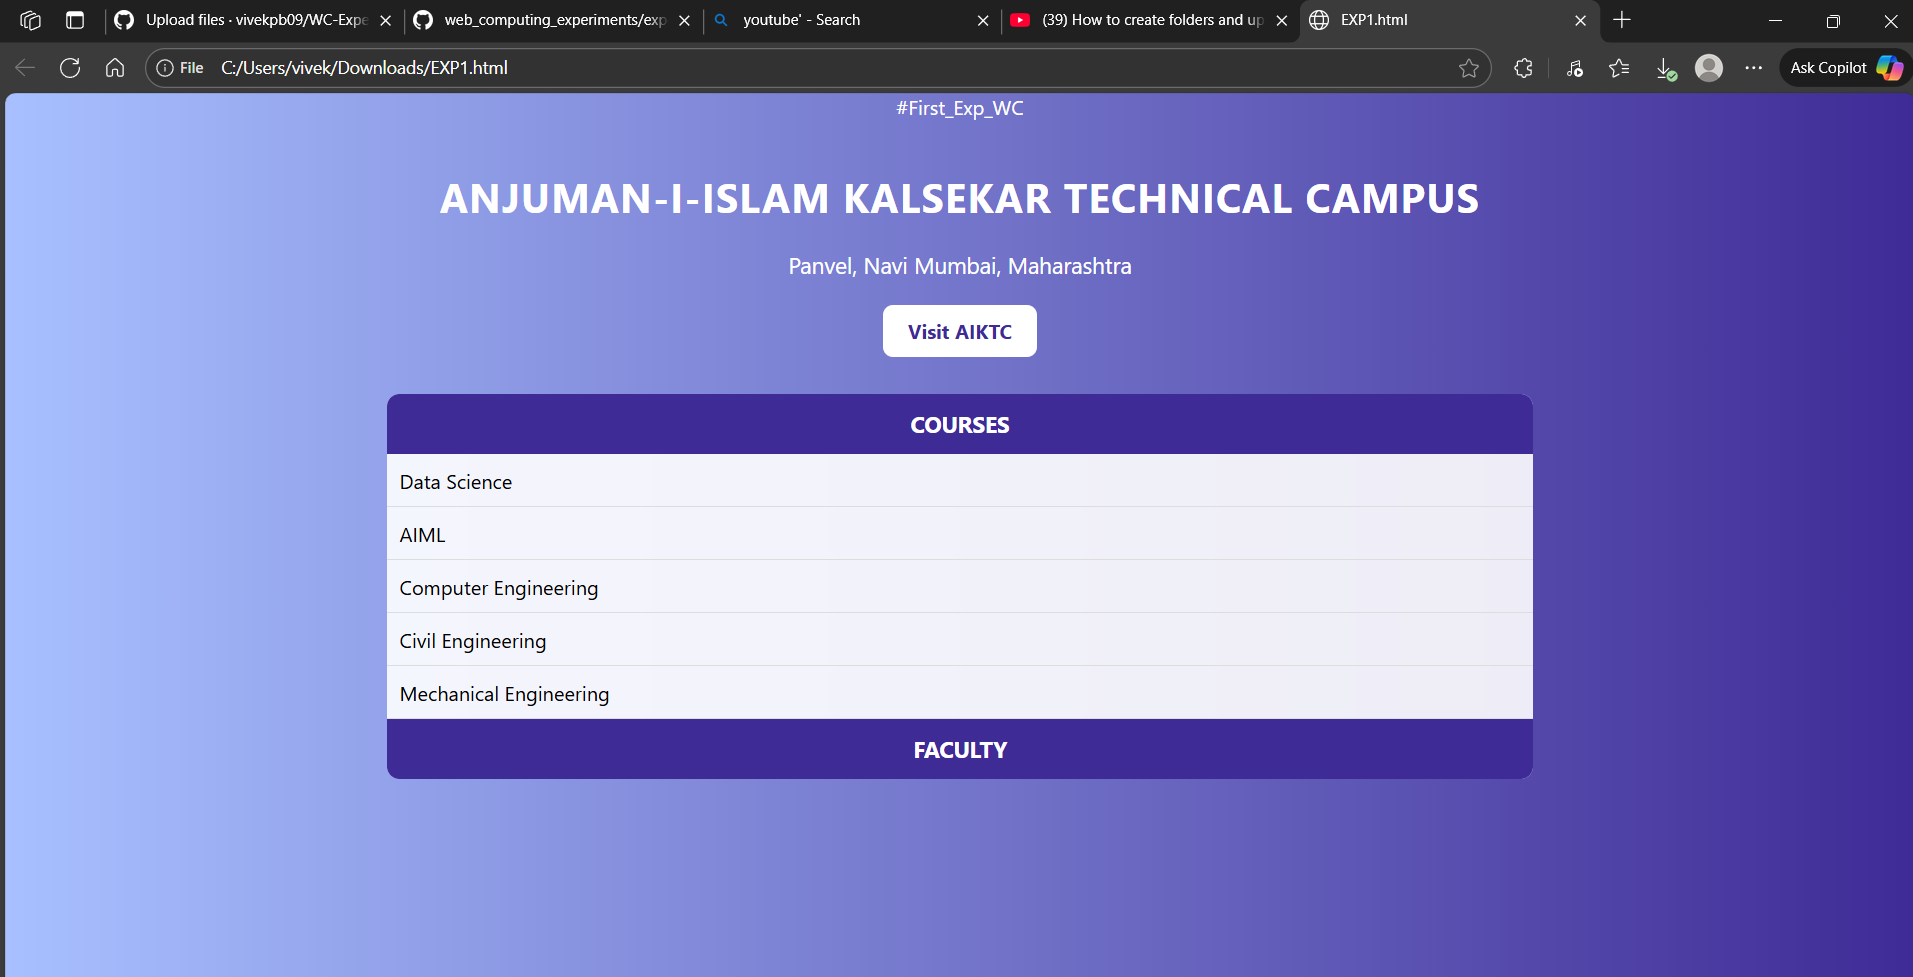 Upload files · vivekpb09/WC-Expe
web_computing_experiments/exp
youtube' - Search
(39) How to create folders and up
EXP1.html
File
C:/Users/vivek/Downloads/EXP1.html
Ask Copilot
#First_Exp_WC
ANJUMAN-I-ISLAM KALSEKAR TECHNICAL CAMPUS
Panvel, Navi Mumbai, Maharashtra
Visit AIKTC
COURSES
Data Science
AIML
Computer Engineering
Civil Engineering
Mechanical Engineering
FACULTY